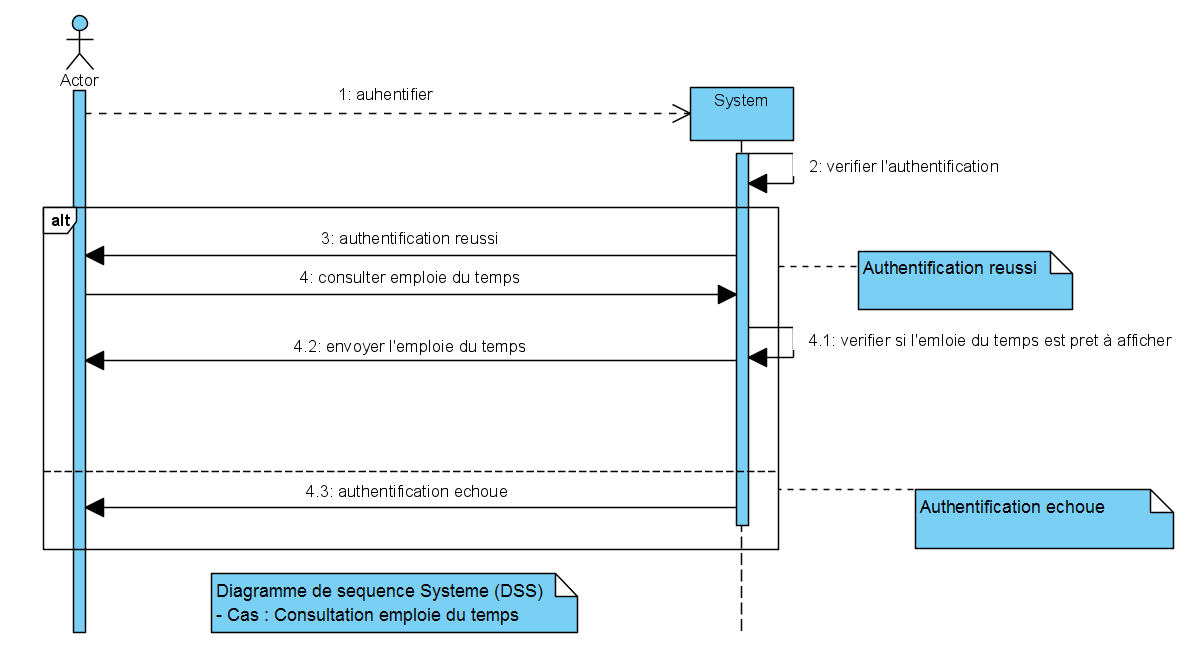 Actor
1: auhentifier
System
2: verifier l'authentification
alt
3: authentification reussi
Authentification reussi
4: consulter emploie du temps
4.1: verifier si l'emloie du temps est pret à afficher
4.2: envoyer l'emploie du temps
4.3: authentification echoue
Authentification echoue
Diagramme de sequence Systeme (DSS)
- Cas : Consultation emploie du temps